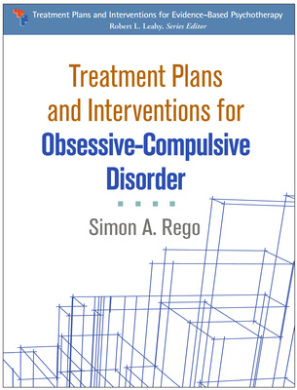 Treatment Plans and Interventions for Evidence-Based Psychotherapy
Robert L. Leahy, Series Editor
Treatment Plans
and Interventions for
Obsessive-Compulsive
Disorder
Simon A. Rego